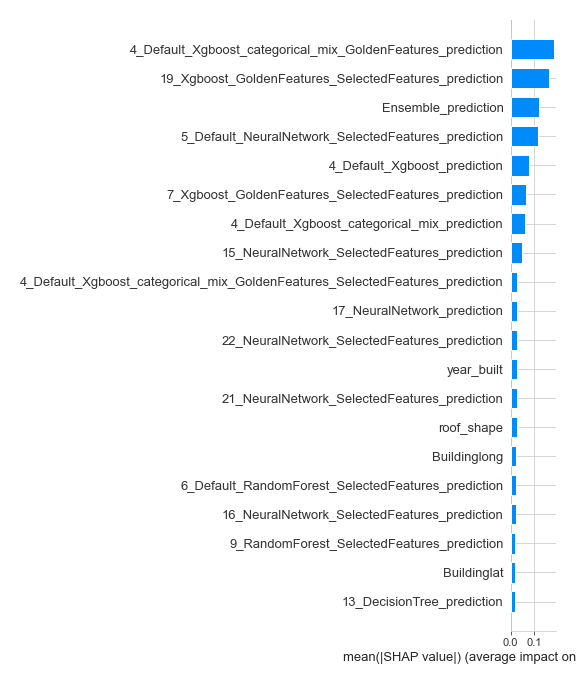 4_Default_Xgboost_categorical_mix_GoldenFeatures_prediction
19_Xgboost_GoldenFeatures_SelectedFeatures_prediction
Ensemble_prediction
5_Default_NeuralNetwork_SelectedFeatures_prediction
4_Default_Xgboost_prediction
7_Xgboost_GoldenFeatures_SelectedFeatures_prediction
4_Default_Xgboost_categorical_mix_prediction
15_NeuralNetwork_SelectedFeatures_prediction
4_Default_Xgboost_categorical_mix_GoldenFeatures_SelectedFeatures_prediction
17_NeuralNetwork_prediction
22_NeuralNetwork_SelectedFeatures_prediction
year_built
21_NeuralNetwork_SelectedFeatures_prediction
roof_shape
Buildinglong
6_Default_RandomForest_SelectedFeatures_prediction
16_NeuralNetwork_SelectedFeatures_prediction
9_RandomForest_SelectedFeatures_prediction
Buildinglat
13_DecisionTree_prediction
0.0 0.1
mean(|SHAP value|) (average impact on